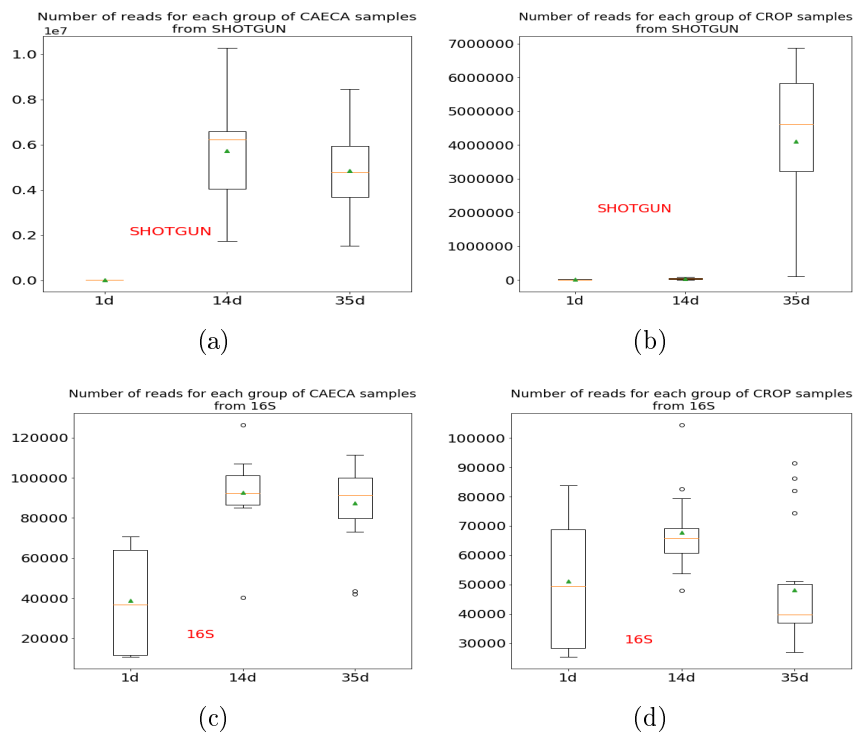 Number of reads for each group of CAECA samples
from SHOTGUN
1e7
1.0
0.8
0.6
0.4
0.2
0.0
SHOTGUN
1d 14d 35d
(a)
Number of reads for each group of CROP samples
from SHOTGUN
7000000
6000000
5000000
4000000
3000000
2000000
1000000
0
SHOTGUN
1d 14d 35d
(b)
Number of reads for each group of CAECA samples
from 16S
120000
100000
80000
60000
40000
20000
16S
1d 14d 35d
(c)
Number of reads for each group of CROP samples
from 16S
100000
90000
80000
70000
60000
50000
40000
30000
16S
1d 14d 35d
(d)